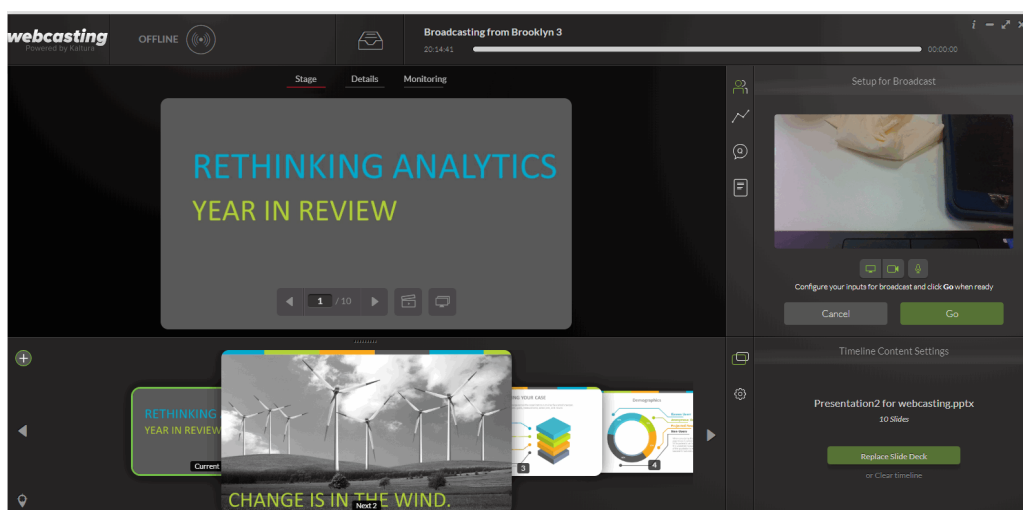 webcasting
Powered by Kaltura
OFFLINE
Broadcasting from Brooklyn 3
20:14:41
00:00:00
Stage
Details
Monitoring
RETHINKING ANALYTICS
YEAR IN REVIEW
1 / 10
Setup for Broadcast
Configure your inputs for broadcast and click Go when ready
Cancel
Go
RETHINKING
YEAR IN REVIEW
Current
CHANGE IS IN THE WIND.
Next 2
YOUR CASE
3
Demographics
4
Timeline Content Settings
Presentation2 for webcasting.pptx
10 Slides
Replace Slide Deck
or Clear timeline